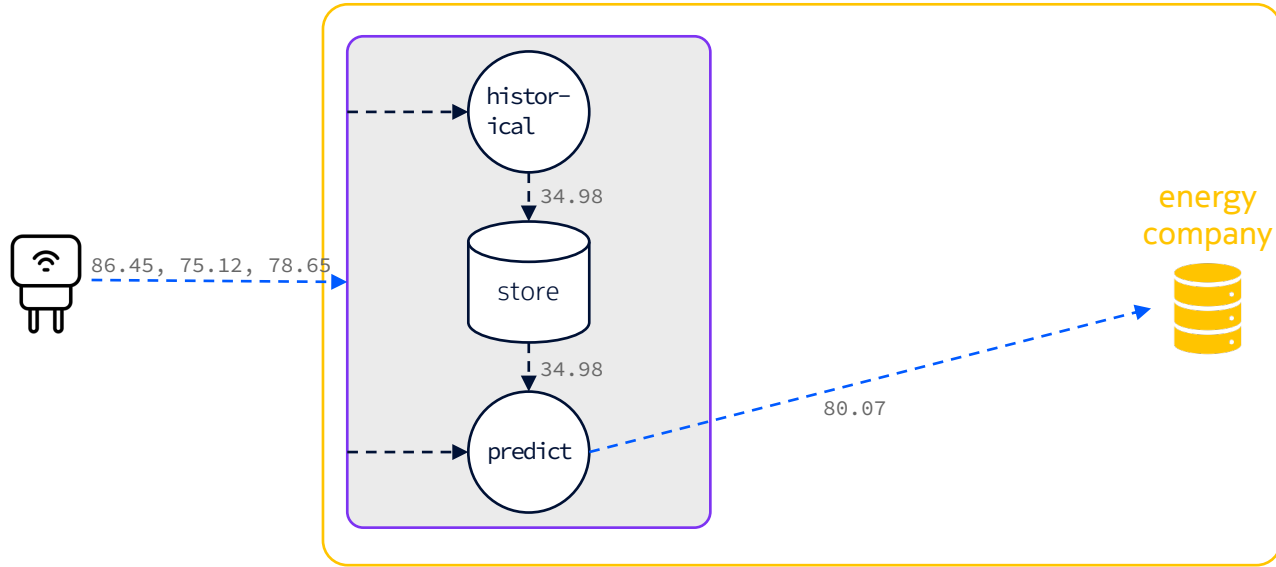 histor-
ical
34.98
energy
company
86.45, 75.12, 78.65
store
34.98
80.07
predict